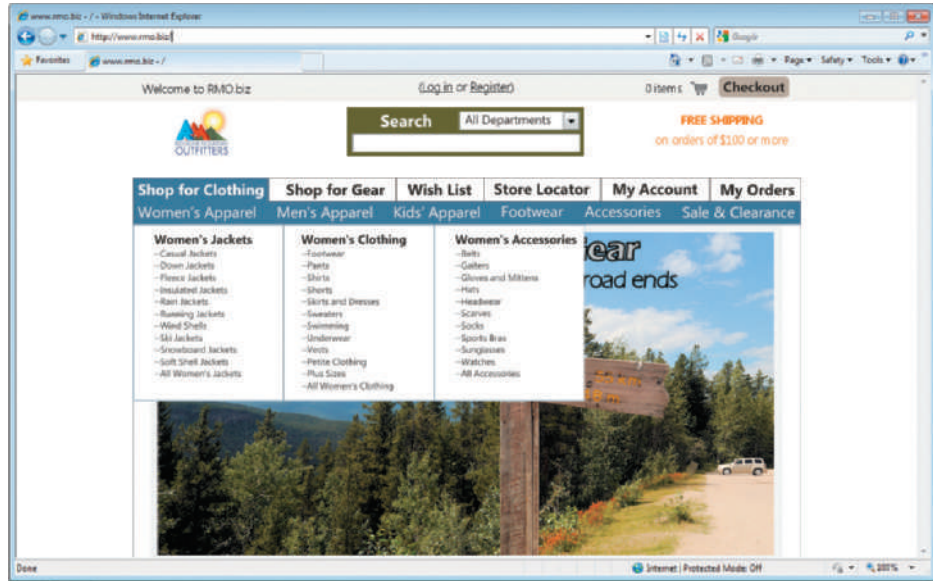 www.rmo.biz - / - Windows Internet Explorer
http://www.rmo.biz/
Google
Favorites www.rmo.biz - /
Page Safety Tools
Welcome to RMO.biz (Log in or Register) 0 items Checkout
Search All Departments
FREE SHIPPING
on orders of $100 or more
OUTFITTERS
Shop for Clothing Shop for Gear Wish List Store Locator My Account My Orders
Women's Apparel Men's Apparel Kids' Apparel Footwear Accessories Sale & Clearance
Women's Jackets
--Casual Jackets
--Down Jackets
--Fleece Jackets
--Insulated Jackets
--Rain Jackets
--Running Jackets
--Wind Shells
--Ski Jackets
--Snowboard Jackets
--Soft Shell Jackets
--All Women's Jackets
Women's Clothing
--Footwear
--Pants
--Shirts
--Shorts
--Skirts and Dresses
--Sweaters
--Swimming
--Underwear
--Vests
--Petite Clothing
--Plus Sizes
--All Women's Clothing
Women's Accessories
--Belts
--Gaiters
--Gloves and Mittens
--Hats
--Headwear
--Scarves
--Socks
--Sports Bras
--Sunglasses
--Watches
--All Accessories
Gear
road ends
Done Internet | Protected Mode: Off 100%